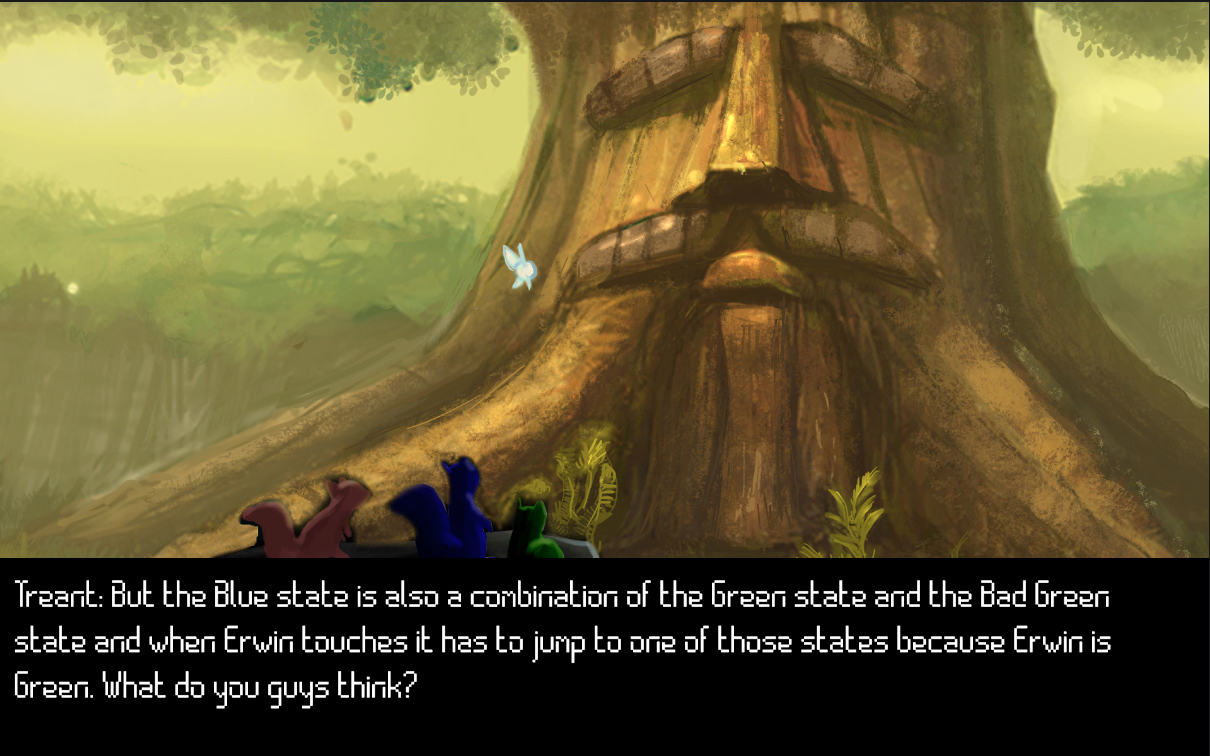 Treant: But the Blue state is also a combination of the Green state and the Bad Green
state and when Erwin touches it has to jump to one of those states because Erwin is
Green. What do you guys think?